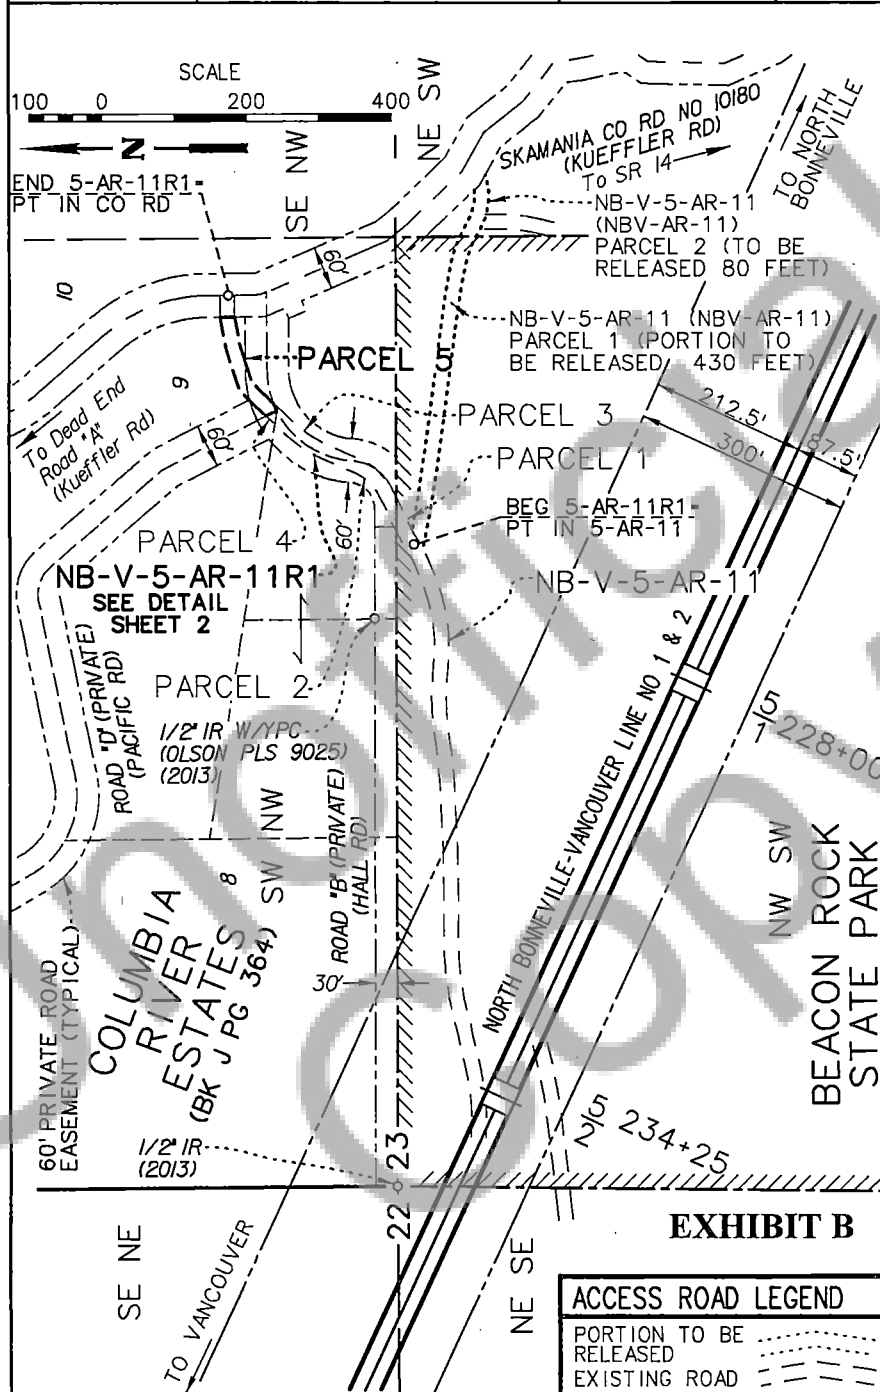 SCALE
100 0 200 400
N
SE NW
NE SW
SKAMANIA CO RD NO 10180
(KUEFFLER RD)
To SR 14
TO NORTH
BONNEVILLE
END 5-AR-11R1-
PT IN CO RD
NB-V-5-AR-11
(NBV-AR-11)
PARCEL 2 (TO BE
RELEASED 80 FEET)
60'
10
NB-V-5-AR-11 (NBV-AR-11)
PARCEL 1 (PORTION TO
BE RELEASED 430 FEET)
PARCEL 5
9
To Dead End
Road "A"
(Kueffler Rd)
60'
PARCEL 3
212.5'
87.5'
300'
PARCEL 1
BEG 5-AR-11R1-
PT IN 5-AR-11
PARCEL 4
60'
NB-V-5-AR-11R1
SEE DETAIL
SHEET 2
NB-V-5-AR-11
PARCEL 2
ROAD "D" (PRIVATE)
(PACIFIC RD)
1/2" IR W/YPC
(OLSON PLS 9025)
(2013)
NORTH BONNEVILLE-VANCOUVER LINE NO 1 & 2
5/1
228+00
SW NW
ROAD "B" (PRIVATE)
(HALL RD)
8
NW SW
BEACON ROCK
STATE PARK
COLUMBIA
RIVER
ESTATES
(BK J PG 364)
30'
60' PRIVATE ROAD
EASEMENT (TYPICAL)
1/2" IR
(2013)
23
22
5/2
234+25
EXHIBIT B
SE NE
NE SE
TO VANCOUVER
ACCESS ROAD LEGEND
PORTION TO BE
RELEASED
EXISTING ROAD
Unofficial
Copy